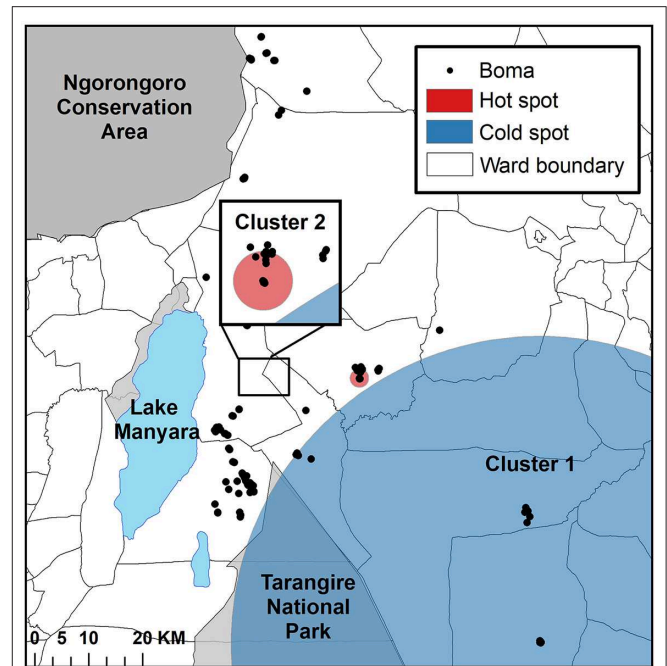 Ngorongoro
Conservation
Area
Boma
Hot spot
Cold spot
Ward boundary
Cluster 2
Lake
Manyara
Cluster 1
Tarangire
National
Park
0 5 10 20 KM